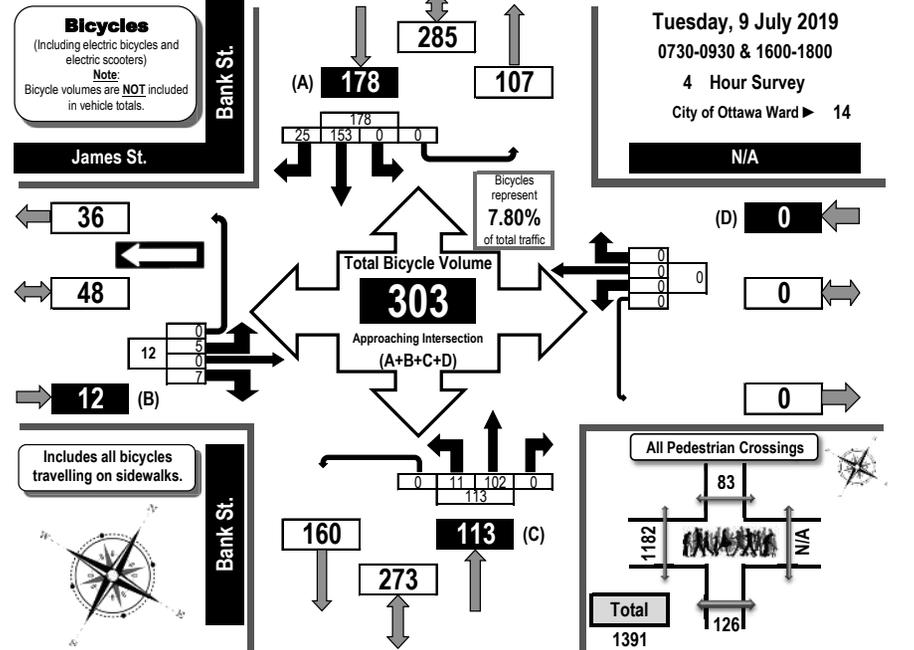 Bicycles
(Including electric bicycles and
electric scooters)
Note:
Bicycle volumes are NOT included
in vehicle totals.
Bank St.
James St.
285
(A) 178
107
178
25 153 0 0
Tuesday, 9 July 2019
0730-0930 & 1600-1800
4 Hour Survey
City of Ottawa Ward ► 14
N/A
Bicycles
represent
7.80%
of total traffic
36
48
0
5
0
7
12
12 (B)
Total Bicycle Volume
303
Approaching Intersection
(A+B+C+D)
(D) 0
0
0
0
0
0
0
0
0 11 102 0
113
160
113 (C)
273
Includes all bicycles
travelling on sidewalks.
Bank St.
N
W
E
S
All Pedestrian Crossings
83
1182
N/A
126
Total
1391